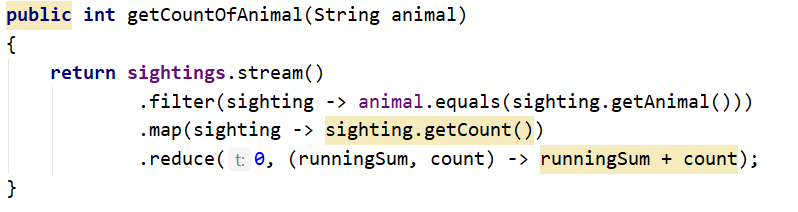 public int getCountOfAnimal(String animal)
{
    return sightings.stream()
            .filter(sighting -> animal.equals(sighting.getAnimal()))
            .map(sighting -> sighting.getCount())
            .reduce( t: 0, (runningSum, count) -> runningSum + count);
}